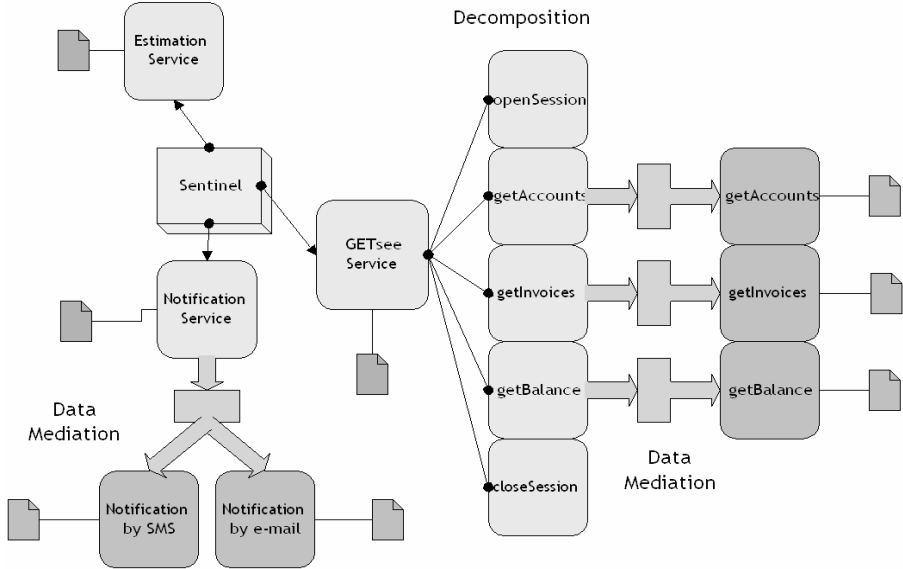 Decomposition
Estimation
Service
openSession
Sentinel
getAccounts
getAccounts
GETsee
Service
Notification
Service
getInvoices
getInvoices
getBalance
getBalance
Data
Mediation
Data
Mediation
closeSession
Notification
by SMS
Notification
by e-mail